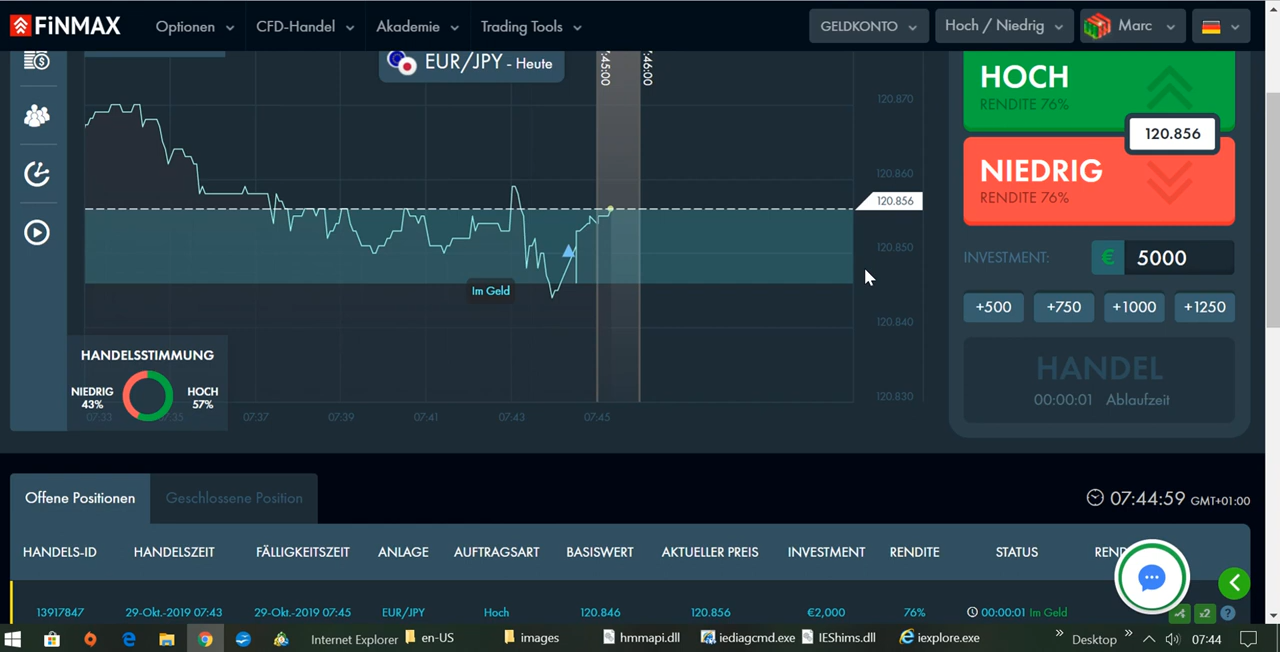 FiNMAX Optionen CFD-Handel Akademie Trading Tools GELDKONTO Hoch / Niedrig Marc
EUR/JPY - Heute
45:00
46:00
120.870
120.860
120.856
120.850
120.840
120.830
Im Geld
HANDELSSTIMMUNG
NIEDRIG
43%
HOCH
57%
07:33 07:35 07:37 07:39 07:41 07:43 07:45
HOCH
RENDITE 76%
120.856
NIEDRIG
RENDITE 76%
INVESTMENT: € 5000
+500 +750 +1000 +1250
HANDEL
00:00:01 Ablaufzeit
Offene Positionen Geschlossene Position 07:44:59 GMT+01:00
HANDELS-ID HANDELSZEIT FÄLLIGKEITSZEIT ANLAGE AUFTRAGSART BASISWERT AKTUELLER PREIS INVESTMENT RENDITE STATUS
13917847 29-Okt.-2019 07:43 29-Okt.-2019 07:45 EUR/JPY Hoch 120.846 120.856 €2,000 76% 00:00:01 Im Geld x2 ?
Internet Explorer en-US images hmmapi.dll iediagcmd.exe IEShims.dll iexplore.exe Desktop 07:44